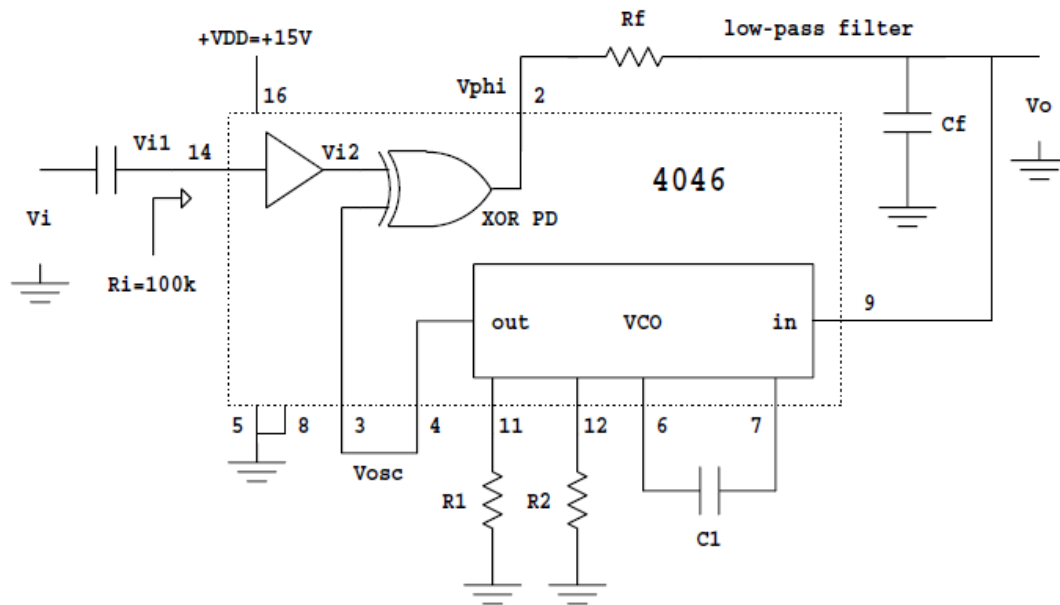 Rf
low-pass filter
+VDD=+15V
Vphi
2
16
Vo
Cf
Vi1
14
Vi2
4046
XOR PD
Vi
Ri=100k
9
out
VCO
in
5
8
3
4
11
12
6
7
Vosc
R1
R2
C1